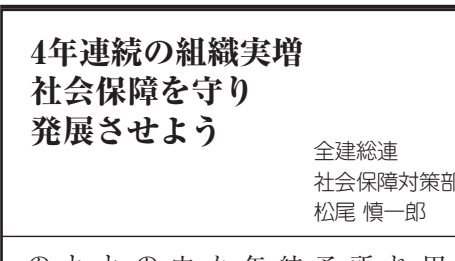 4年連続の組織実増
社会保障を守り
発展させよう
全建総連
社会保障対策部
松尾 慎一郎